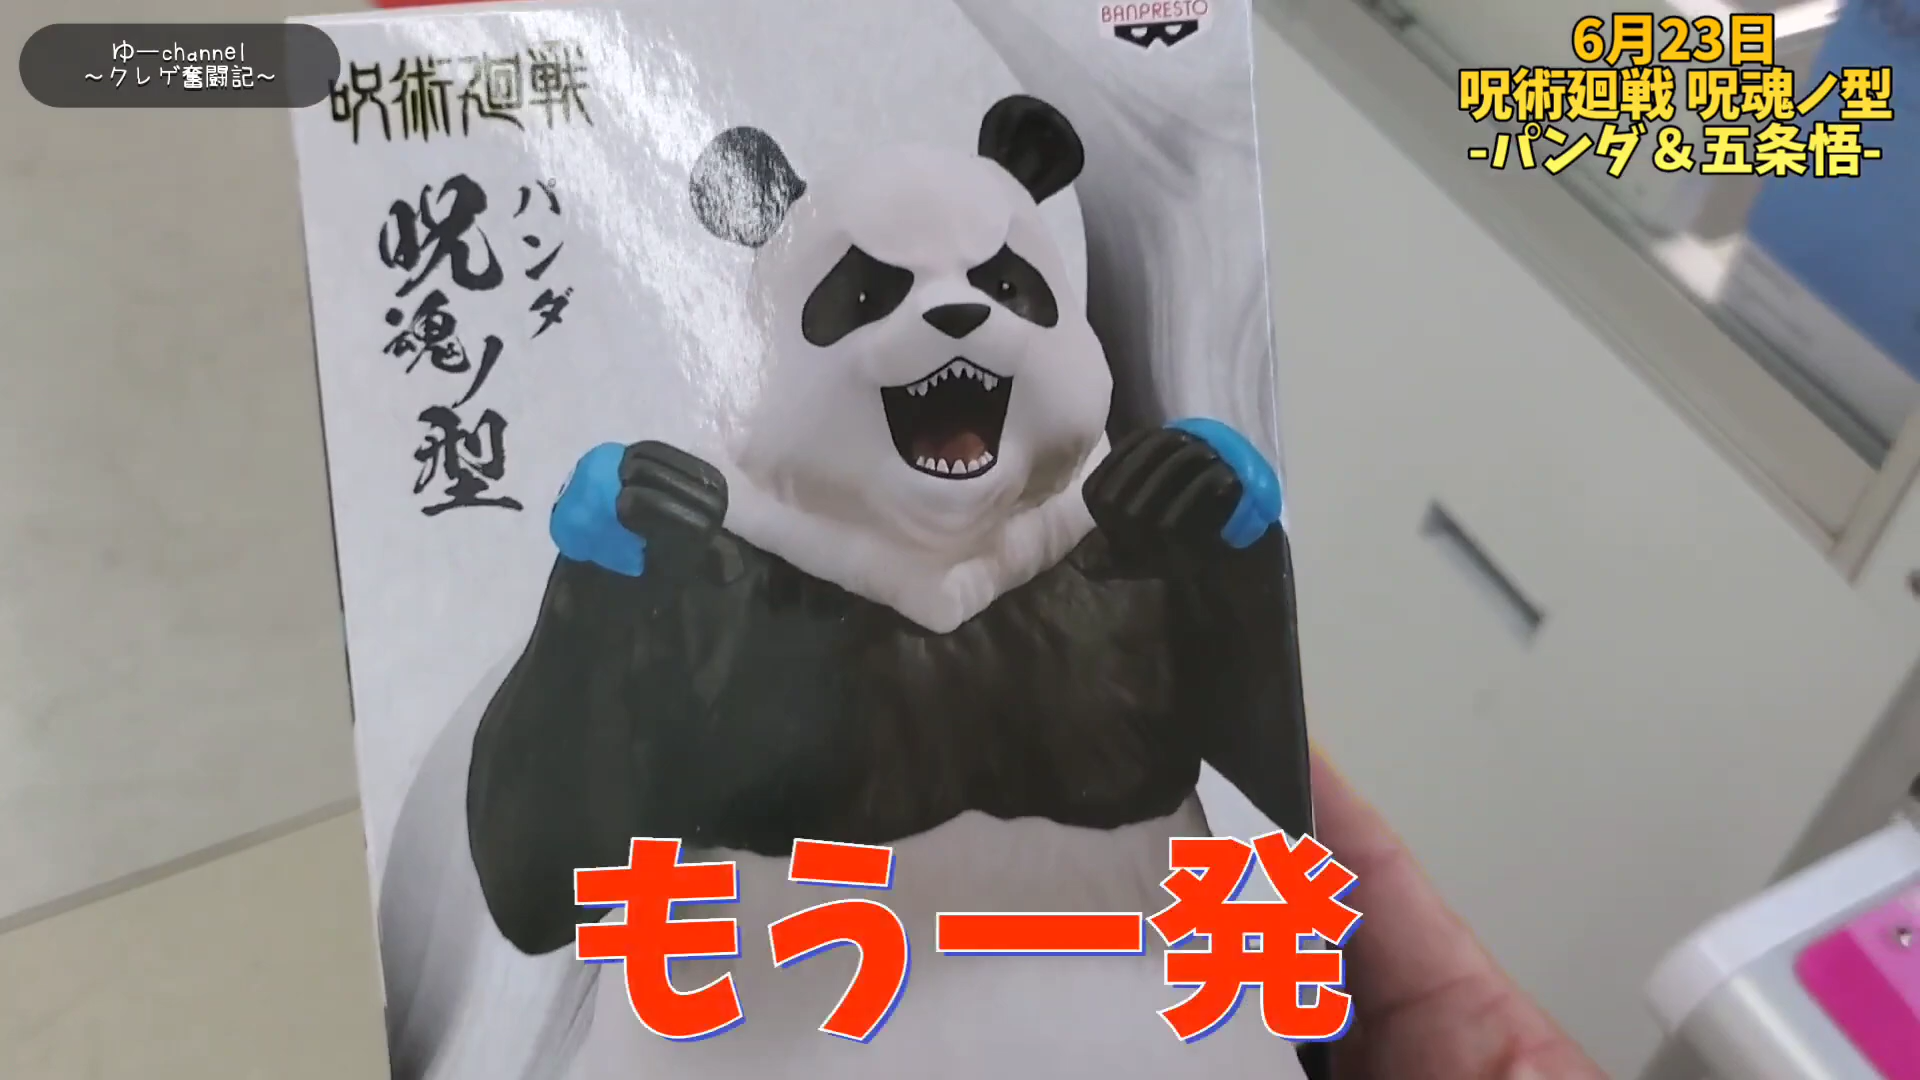 ゆーchannel
～クレゲ奮闘記～
BANPRESTO
6月23日
呪術廻戦 呪魂ノ型
-パンダ＆五条悟-
呪術廻戦
パンダ
呪魂ノ型
もう一発